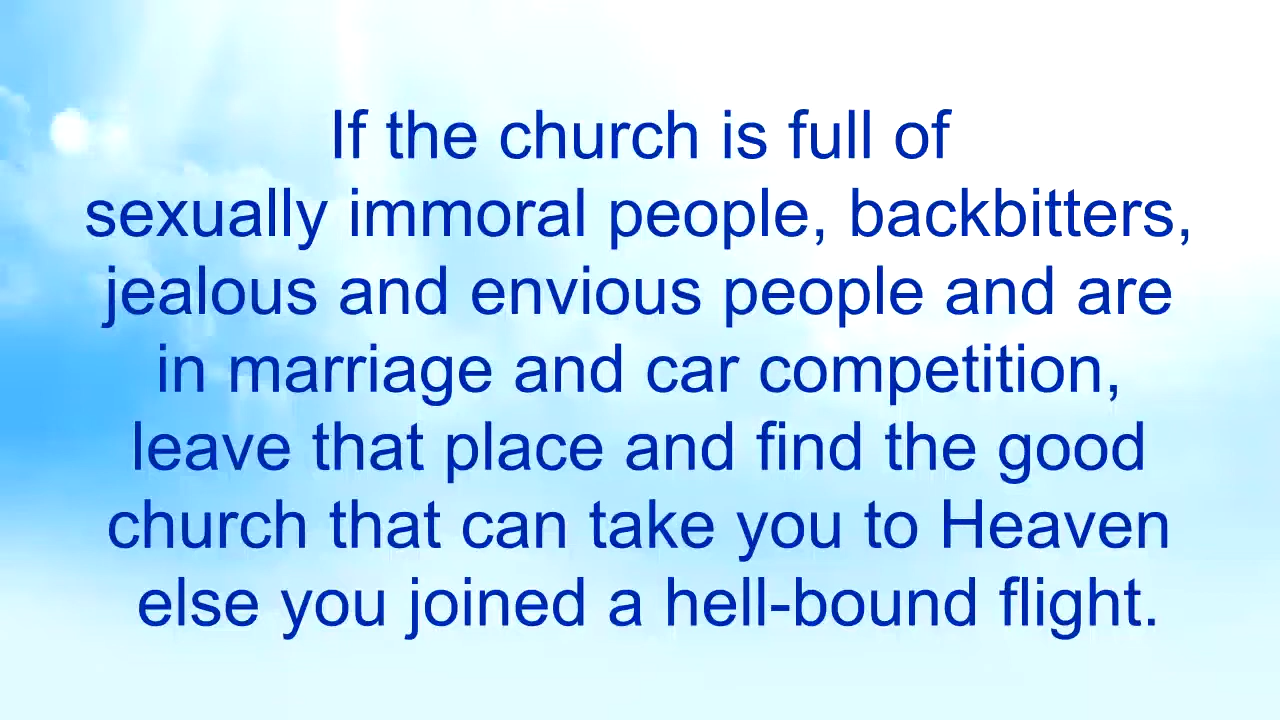 If the church is full of
sexually immoral people, backbitters,
jealous and envious people and are
in marriage and car competition,
leave that place and find the good
church that can take you to Heaven
else you joined a hell-bound flight.